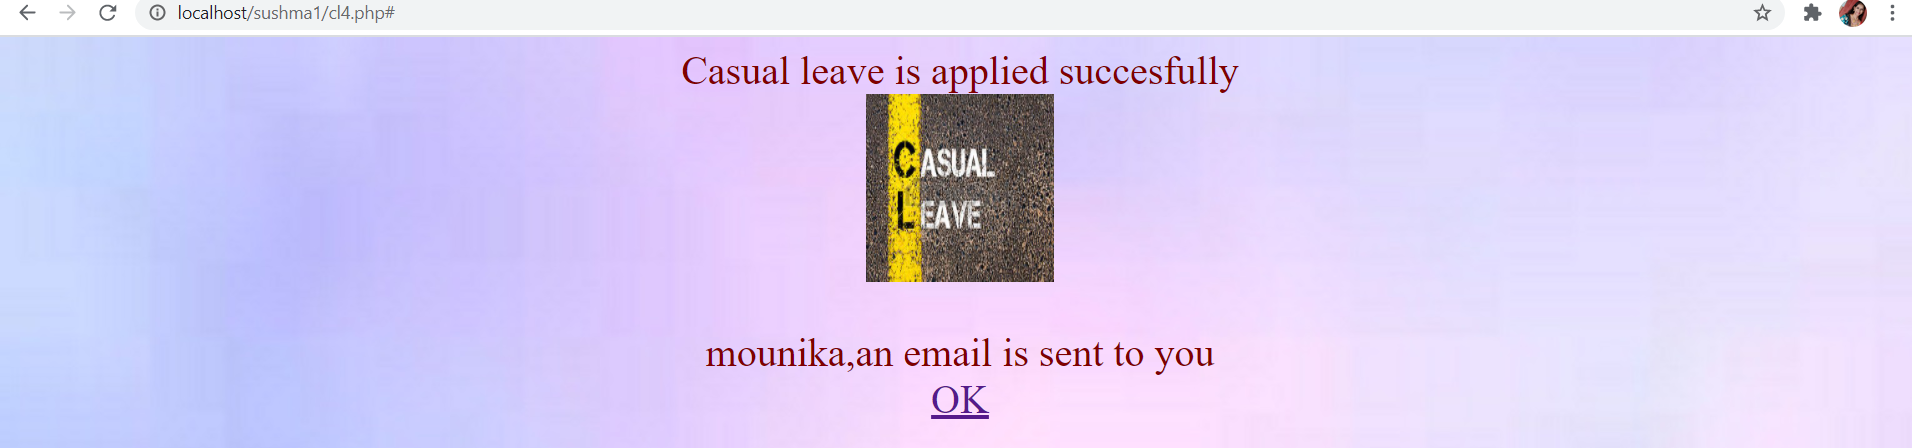 localhost/sushma1/cl4.php#
Casual leave is applied succesfully
CASUAL
LEAVE
mounika,an email is sent to you
OK